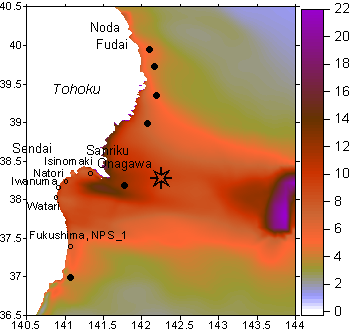 40.5
40
39.5
39
38.5
38
37.5
37
36.5
140.5
141
141.5
142
142.5
143
143.5
144
Noda
Fudai
Tohoku
Sendai
Sanriku
Isinomaki
Onagawa
Natori
Iwanuma
Watari
Fukushima, NPS_1
22
20
18
16
14
12
10
8
6
4
2
0